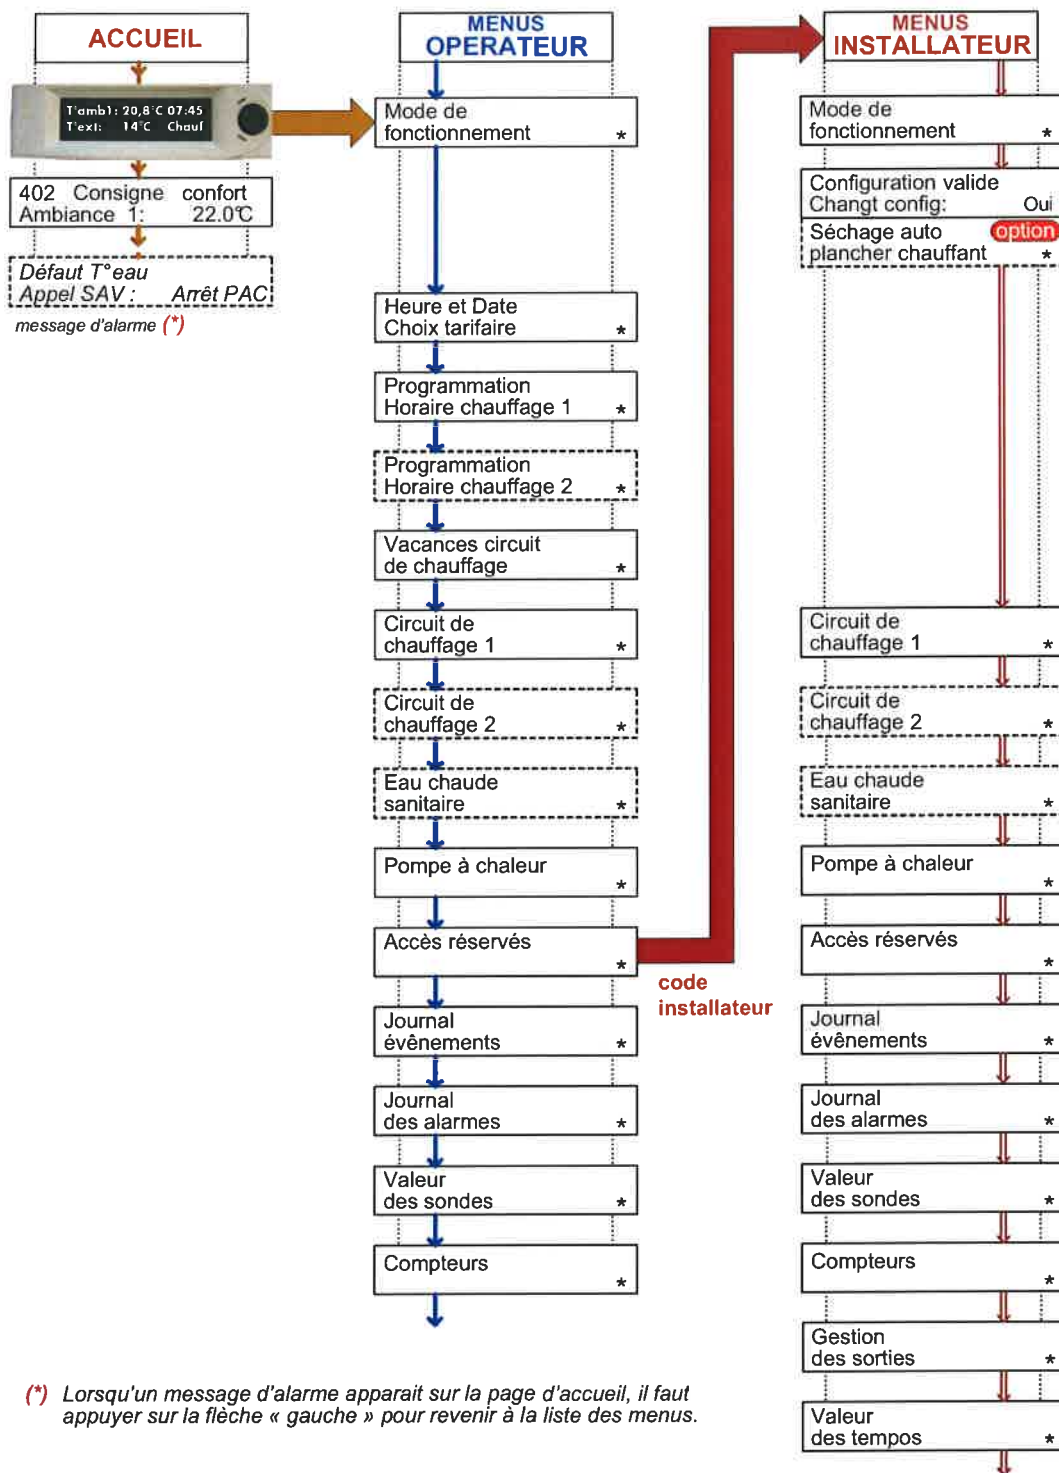 ACCUEIL
T°amb1: 20,8°C 07:45
T°ext: 14°C Chauf
402 Consigne confort
Ambiance 1: 22.0°C
Défaut T°eau
Appel SAV : Arrêt PAC
message d'alarme (*)
MENUS
OPERATEUR
Mode de
fonctionnement *
Heure et Date
Choix tarifaire *
Programmation
Horaire chauffage 1 *
Programmation
Horaire chauffage 2 *
Vacances circuit
de chauffage *
Circuit de
chauffage 1 *
Circuit de
chauffage 2 *
Eau chaude
sanitaire *
Pompe à chaleur
*
Accès réservés
*
code
installateur
Journal
évênements *
Journal
des alarmes *
Valeur
des sondes *
Compteurs
*
MENUS
INSTALLATEUR
Mode de
fonctionnement *
Configuration valide
Changt config: Oui
Séchage auto option
plancher chauffant *
Circuit de
chauffage 1 *
Circuit de
chauffage 2 *
Eau chaude
sanitaire *
Pompe à chaleur
*
Accès réservés
*
Journal
évênements *
Journal
des alarmes *
Valeur
des sondes *
Compteurs
*
Gestion
des sorties *
Valeur
des tempos *
(*) Lorsqu'un message d'alarme apparait sur la page d'accueil, il faut
appuyer sur la flèche « gauche » pour revenir à la liste des menus.